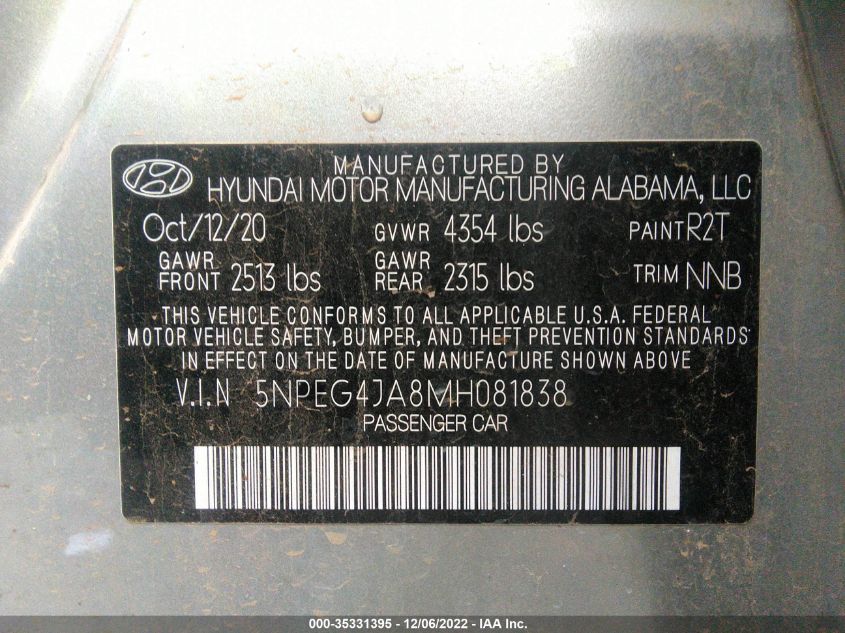 MANUFACTURED BY
HYUNDAI MOTOR MANUFACTURING ALABAMA, LLC
Oct/12/20 GVWR 4354 lbs PAINT R2T
GAWR FRONT 2513 lbs GAWR REAR 2315 lbs TRIM NNB
THIS VEHICLE CONFORMS TO ALL APPLICABLE U.S.A. FEDERAL
MOTOR VEHICLE SAFETY, BUMPER, AND THEFT PREVENTION STANDARDS
IN EFFECT ON THE DATE OF MANUFACTURE SHOWN ABOVE
V.I.N 5NPEG4JA8MH081838
PASSENGER CAR
000-35331395 - 12/06/2022 - IAA Inc.